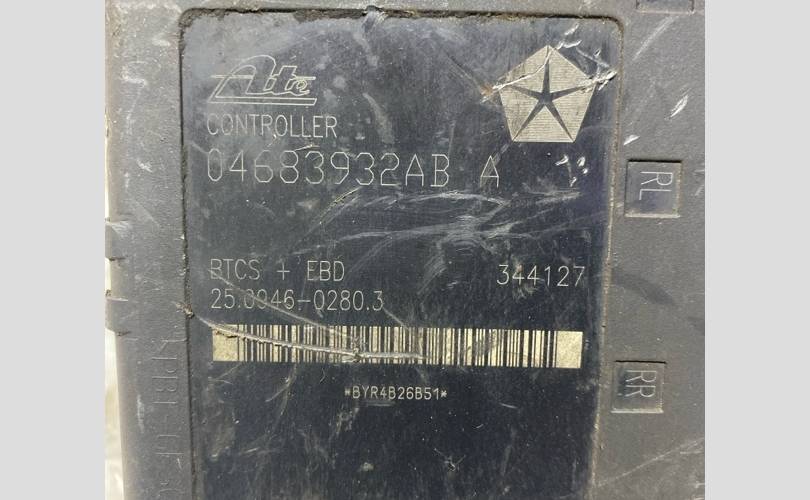 Ate
CONTROLLER
04683932AB A
RL
BTCS + EBD 344127
25.0946-0280.3
RR
*BYR4B26B51*